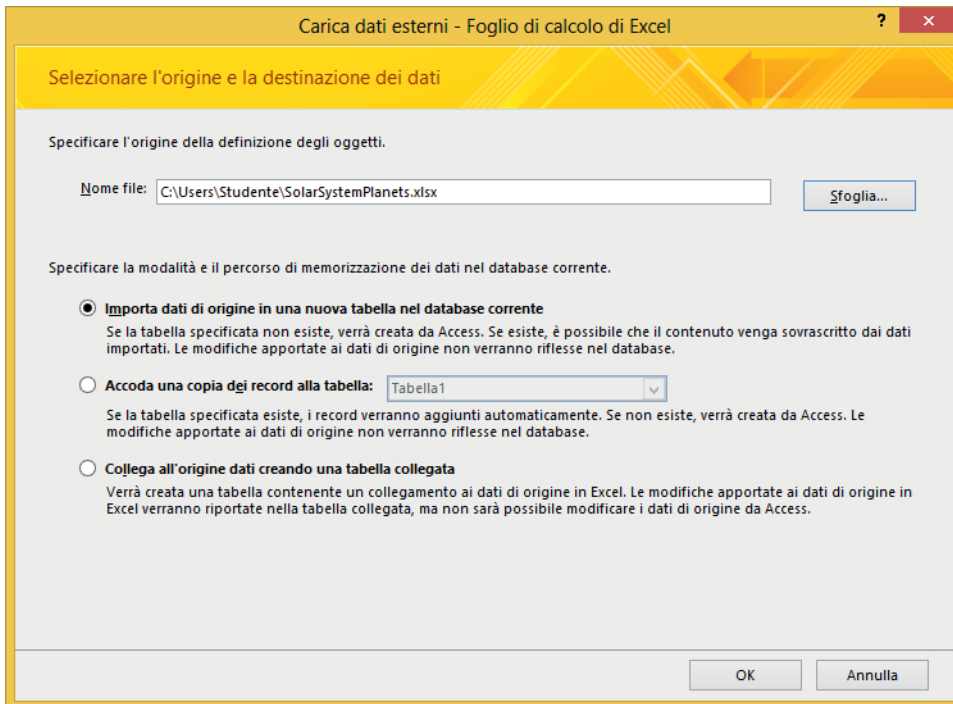 Carica dati esterni - Foglio di calcolo di Excel
?
×
Selezionare l'origine e la destinazione dei dati
Specificare l'origine della definizione degli oggetti.
Nome file: C:\Users\Studente\SolarSystemPlanets.xlsx Sfoglia...
Specificare la modalità e il percorso di memorizzazione dei dati nel database corrente.
Importa dati di origine in una nuova tabella nel database corrente
Se la tabella specificata non esiste, verrà creata da Access. Se esiste, è possibile che il contenuto venga sovrascritto dai dati
importati. Le modifiche apportate ai dati di origine non verranno riflesse nel database.
Accoda una copia dei record alla tabella: Tabella1
Se la tabella specificata esiste, i record verranno aggiunti automaticamente. Se non esiste, verrà creata da Access. Le
modifiche apportate ai dati di origine non verranno riflesse nel database.
Collega all'origine dati creando una tabella collegata
Verrà creata una tabella contenente un collegamento ai dati di origine in Excel. Le modifiche apportate ai dati di origine in
Excel verranno riportate nella tabella collegata, ma non sarà possibile modificare i dati di origine da Access.
OK Annulla